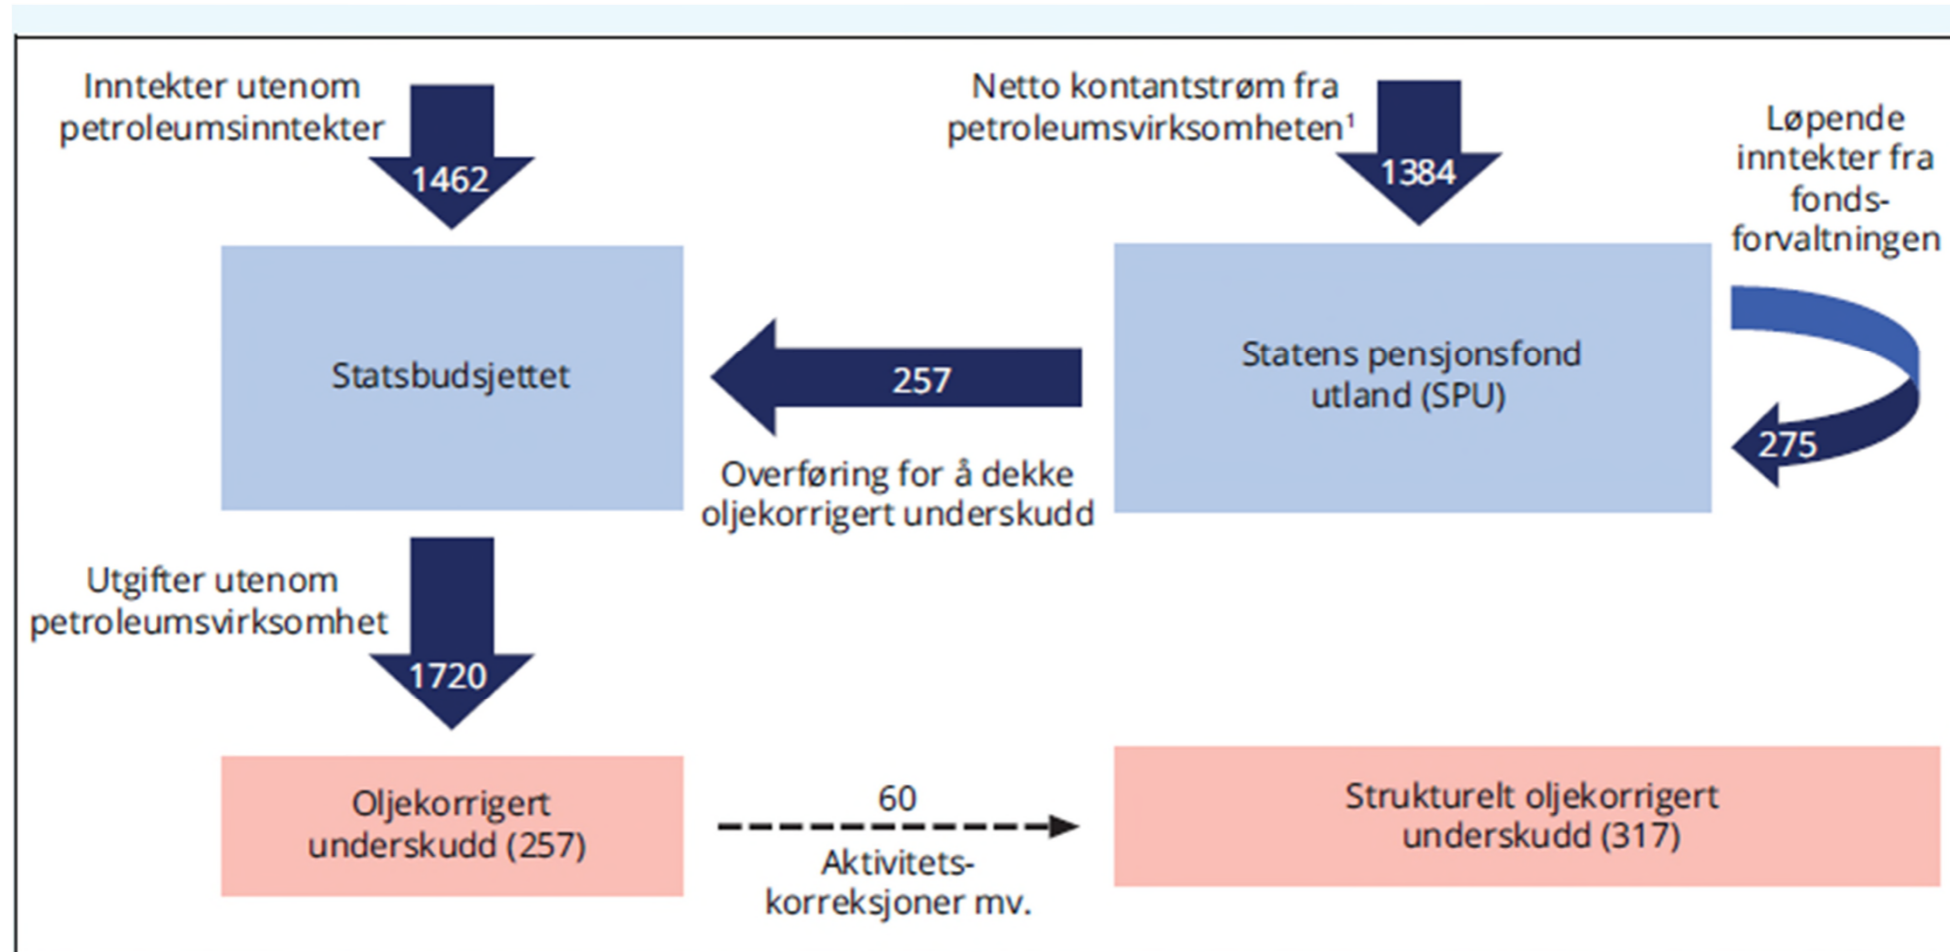 Inntekter utenom
petroleumsinntekter
1462
Netto kontantstrøm fra
petroleumsvirksomheten¹
1384
Løpende
inntekter fra
fonds-
forvaltningen
Statsbudsjettet
257
Overføring for å dekke
oljekorrigert underskudd
Statens pensjonsfond
utland (SPU)
275
Utgifter utenom
petroleumsvirksomhet
1720
Oljekorrigert
underskudd (257)
60
Aktivitets-
korreksjoner mv.
Strukturelt oljekorrigert
underskudd (317)